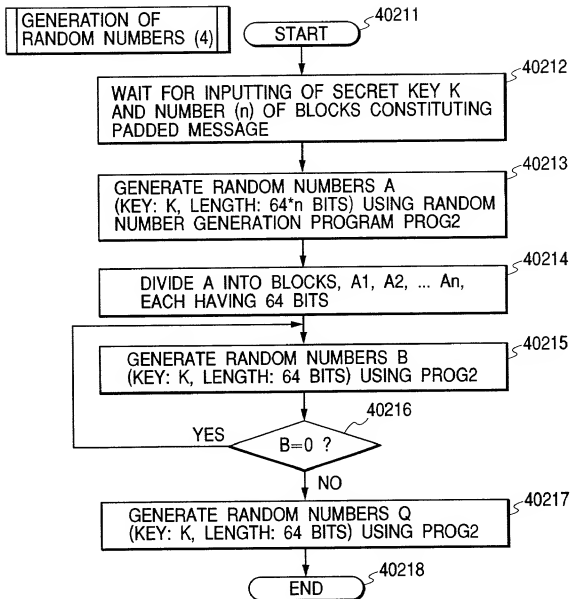 GENERATION OF
RANDOM NUMBERS (4)
START
40211
40212
WAIT FOR INPUTTING OF SECRET KEY K
AND NUMBER (n) OF BLOCKS CONSTITUTING
PADDED MESSAGE
40213
GENERATE RANDOM NUMBERS A
(KEY: K, LENGTH: 64*n BITS) USING RANDOM
NUMBER GENERATION PROGRAM PROG2
40214
DIVIDE A INTO BLOCKS, A1, A2, ... An,
EACH HAVING 64 BITS
40215
GENERATE RANDOM NUMBERS B
(KEY: K, LENGTH: 64 BITS) USING PROG2
40216
YES
B=0 ?
NO
40217
GENERATE RANDOM NUMBERS Q
(KEY: K, LENGTH: 64 BITS) USING PROG2
40218
END